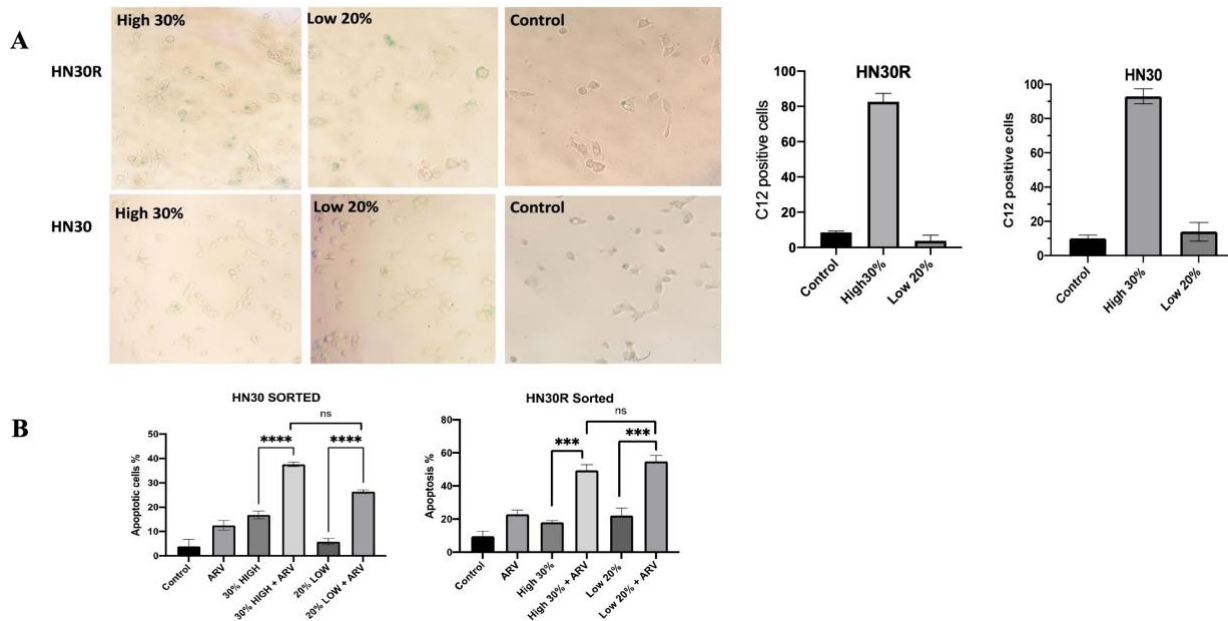 A
HN30R
High 30%
Low 20%
Control
HN30
High 30%
Low 20%
Control
HN30R
C12 positive cells
100
80
60
40
20
0
Control
High30%
Low 20%
HN30
C12 positive cells
100
80
60
40
20
0
Control
High 30%
Low 20%
B
HN30 SORTED
Apoptotic cells %
50
40
30
20
10
0
ns
****
****
Control
ARV
30% HIGH
30% HIGH + ARV
20% LOW
20% LOW + ARV
HN30R Sorted
Apoptosis %
80
60
40
20
0
ns
***
***
Control
ARV
High 30%
High 30% + ARV
Low 20%
Low 20% + ARV